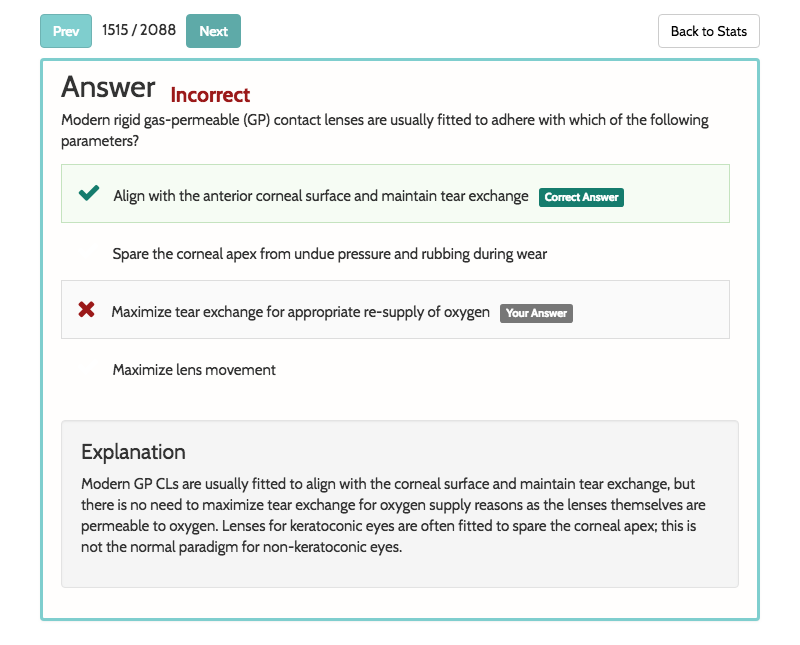 Prev 1515 / 2088 Next Back to Stats
Answer Incorrect
Modern rigid gas-permeable (GP) contact lenses are usually fitted to adhere with which of the following
parameters?
Align with the anterior corneal surface and maintain tear exchange Correct Answer
Spare the corneal apex from undue pressure and rubbing during wear
Maximize tear exchange for appropriate re-supply of oxygen Your Answer
Maximize lens movement
Explanation
Modern GP CLs are usually fitted to align with the corneal surface and maintain tear exchange, but
there is no need to maximize tear exchange for oxygen supply reasons as the lenses themselves are
permeable to oxygen. Lenses for keratoconic eyes are often fitted to spare the corneal apex; this is
not the normal paradigm for non-keratoconic eyes.